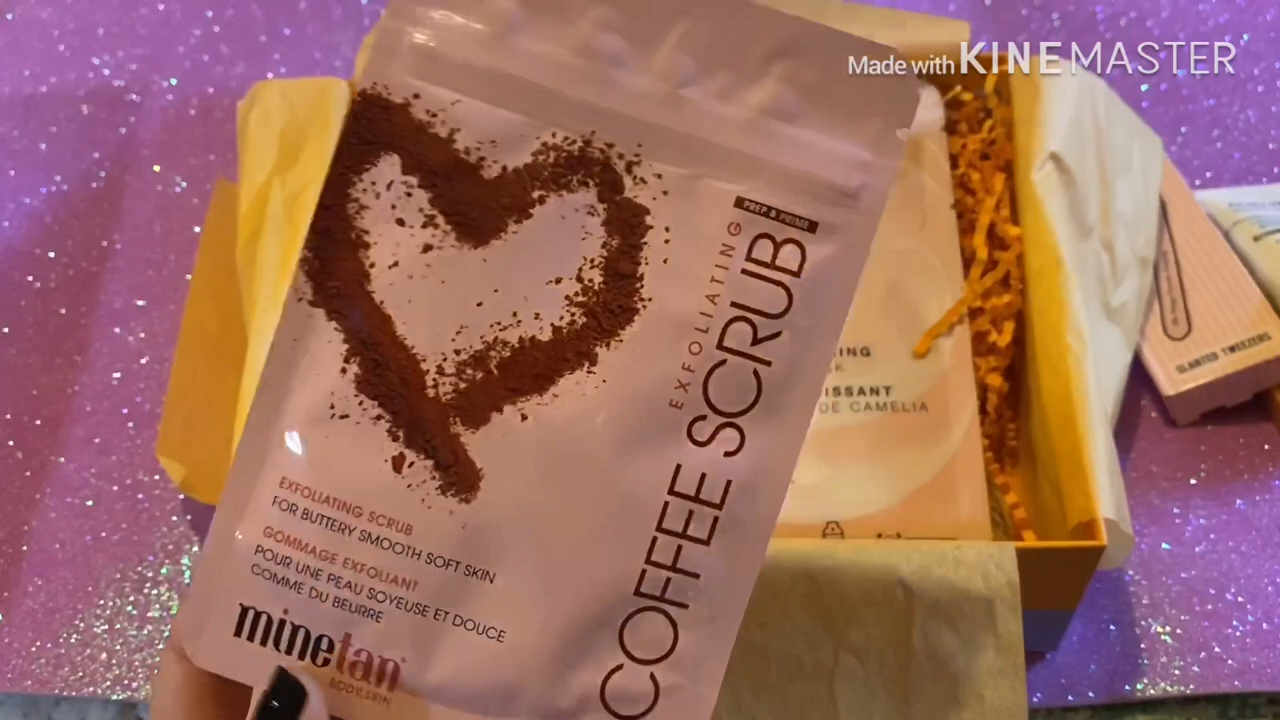 Made with KINEMASTER
PREP & PRIME
EXFOLIATING
COFFEE SCRUB
EXFOLIATING SCRUB
FOR BUTTERY SMOOTH SOFT SKIN
GOMMAGE EXFOLIANT
POUR UNE PEAU SOYEUSE ET DOUCE
COMME DU BEURRE
minetan
BODY.SKIN
ISSANT
DE CAMELIA
SLANTED TWEEZERS